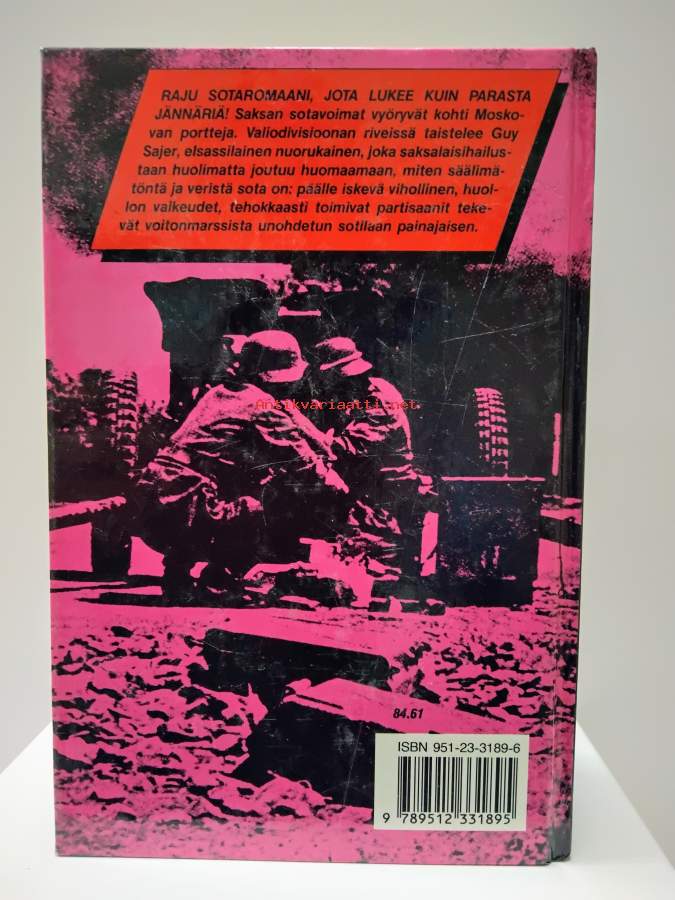 RAJU SOTAROMAANI, JOTA LUKEE KUIN PARASTA
JÄNNÄRIÄ! Saksan sotavoimat vyöryvät kohti Mosko-
van portteja. Valiodivisioonan riveissä taistelee Guy
Sajer, elsassilainen nuorukainen, joka saksalaisihailus-
taan huolimatta joutuu huomaamaan, miten säälimä-
töntä ja veristä sota on: päälle iskevä vihollinen, huol-
lon vaikeudet, tehokkaasti toimivat partisaanit teke-
vät voitonmarssista unohdetun sotilaan painajaisen.
Antikvariaatti.net
84.61
ISBN 951-23-3189-6
9 789512 331895